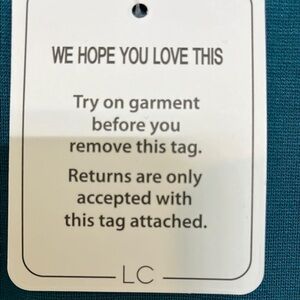 WE HOPE YOU LOVE THIS
Try on garment
before you
remove this tag.
Returns are only
accepted with
this tag attached.
LC